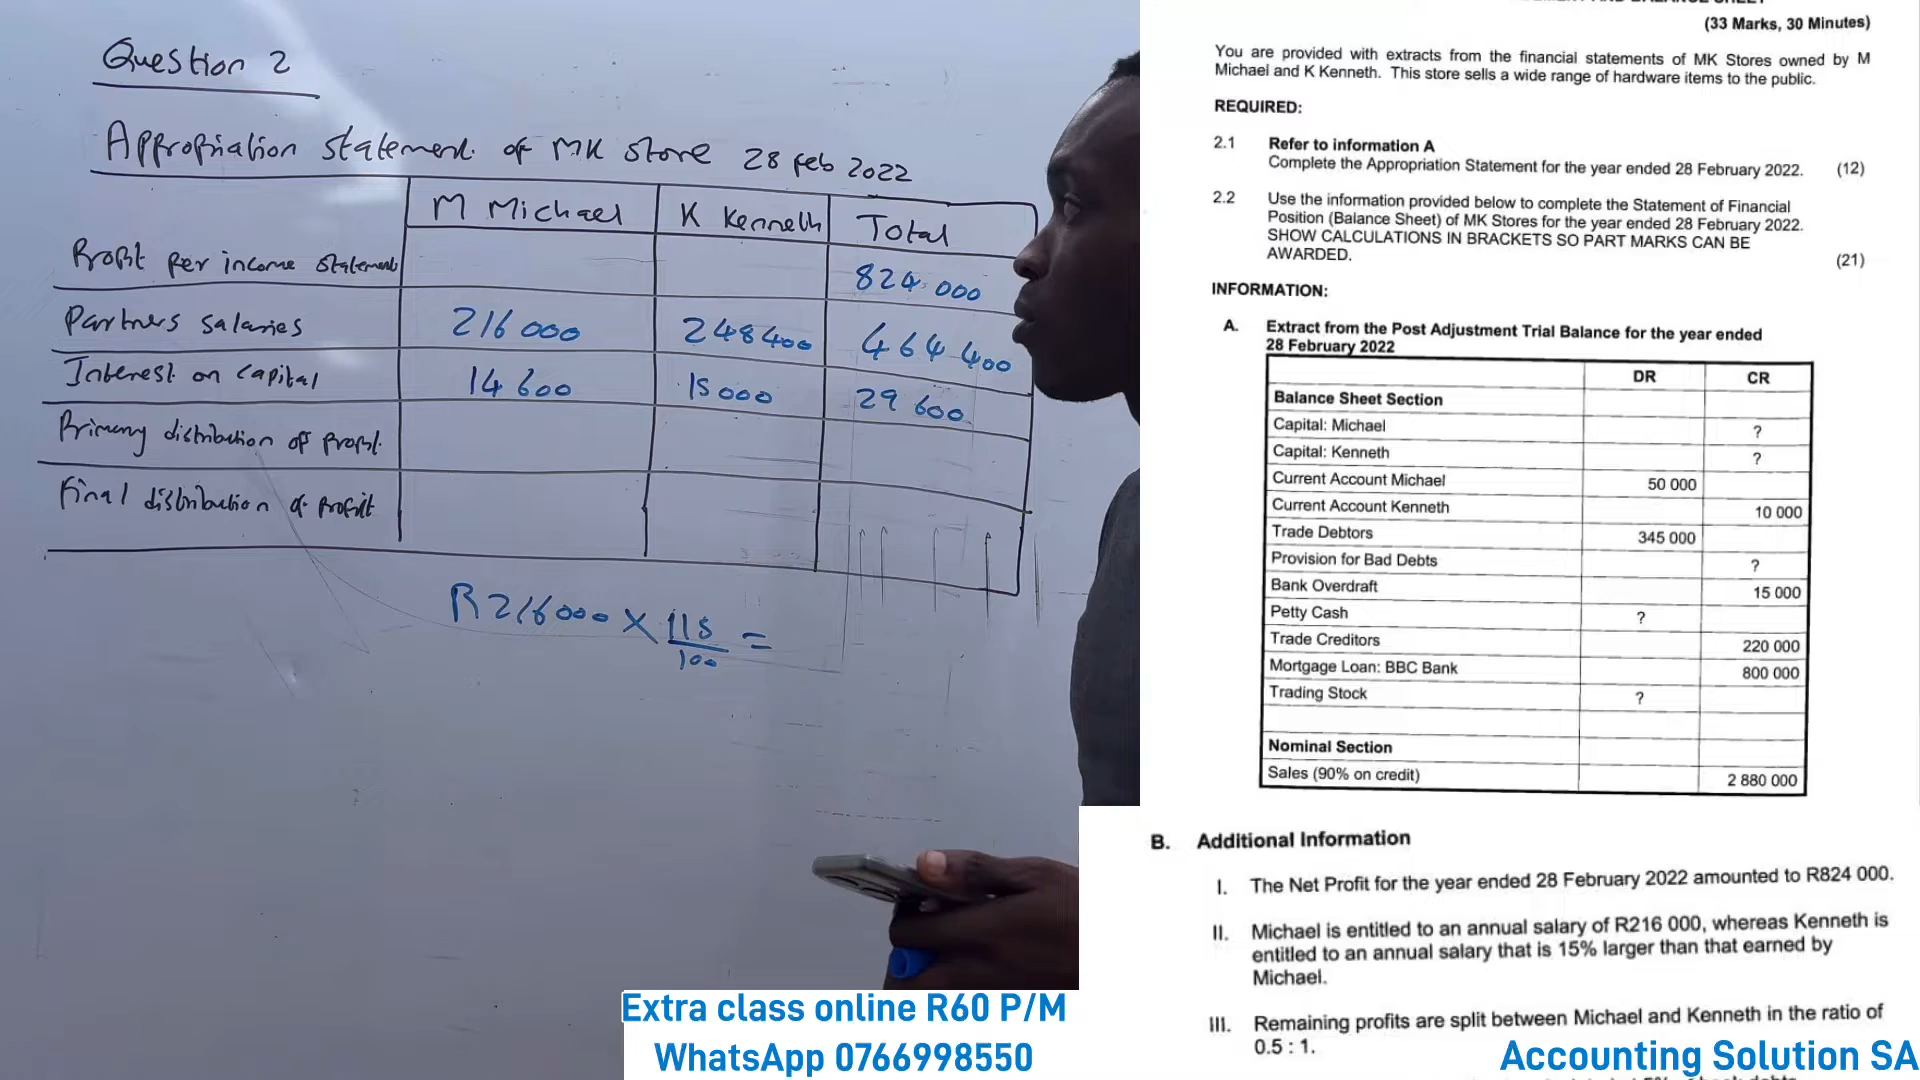 Question 2
Appropriation statement of MK store 28 feb 2022
M Michael K Kenneth Total
Profit per income statement 824 000
Partners salaries 216 000 248 400 464 400
Interest on capital 14 600 15 000 29 600
Primary distribution of profit
Final distribution of profit
R216000 × 115/100 =
Extra class online R60 P/M
WhatsApp 0766998550
(33 Marks, 30 Minutes)
You are provided with extracts from the financial statements of MK Stores owned by M
Michael and K Kenneth. This store sells a wide range of hardware items to the public.
REQUIRED:
2.1 Refer to information A
Complete the Appropriation Statement for the year ended 28 February 2022. (12)
2.2 Use the information provided below to complete the Statement of Financial
Position (Balance Sheet) of MK Stores for the year ended 28 February 2022.
SHOW CALCULATIONS IN BRACKETS SO PART MARKS CAN BE
AWARDED. (21)
INFORMATION:
A. Extract from the Post Adjustment Trial Balance for the year ended
28 February 2022
DR CR
Balance Sheet Section
Capital: Michael ?
Capital: Kenneth ?
Current Account Michael 50 000
Current Account Kenneth 10 000
Trade Debtors 345 000
Provision for Bad Debts ?
Bank Overdraft 15 000
Petty Cash ?
Trade Creditors 220 000
Mortgage Loan: BBC Bank 800 000
Trading Stock ?
Nominal Section
Sales (90% on credit) 2 880 000
B. Additional Information
I. The Net Profit for the year ended 28 February 2022 amounted to R824 000.
II. Michael is entitled to an annual salary of R216 000, whereas Kenneth is
entitled to an annual salary that is 15% larger than that earned by
Michael.
III. Remaining profits are split between Michael and Kenneth in the ratio of
0.5 : 1.
Accounting Solution SA